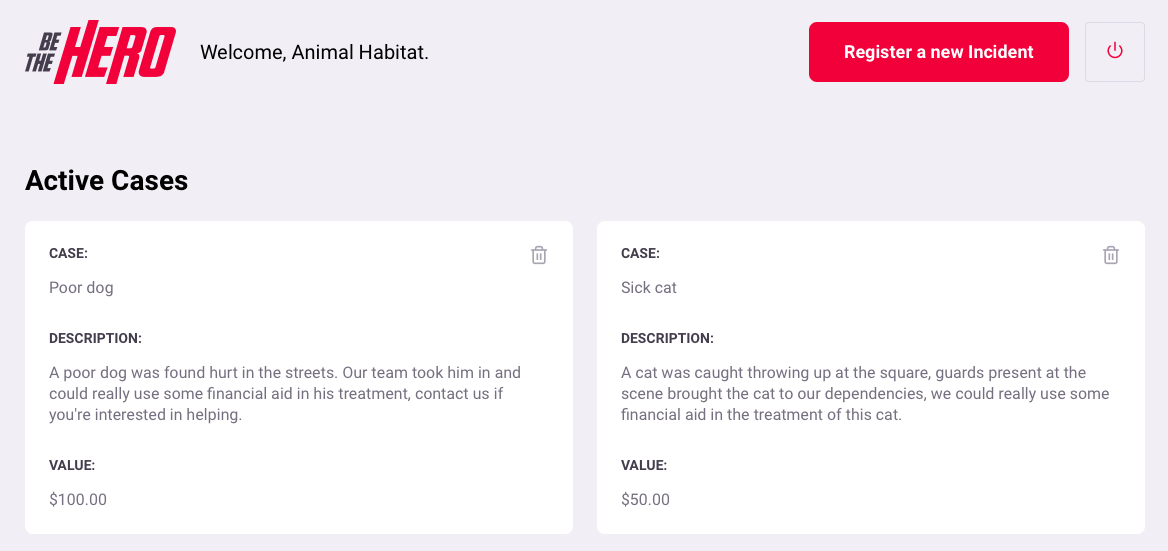 BE THE HERO
Welcome, Animal Habitat.
Register a new Incident
Active Cases
CASE:
Poor dog
DESCRIPTION:
A poor dog was found hurt in the streets. Our team took him in and
could really use some financial aid in his treatment, contact us if
you're interested in helping.
VALUE:
$100.00
CASE:
Sick cat
DESCRIPTION:
A cat was caught throwing up at the square, guards present at the
scene brought the cat to our dependencies, we could really use some
financial aid in the treatment of this cat.
VALUE:
$50.00